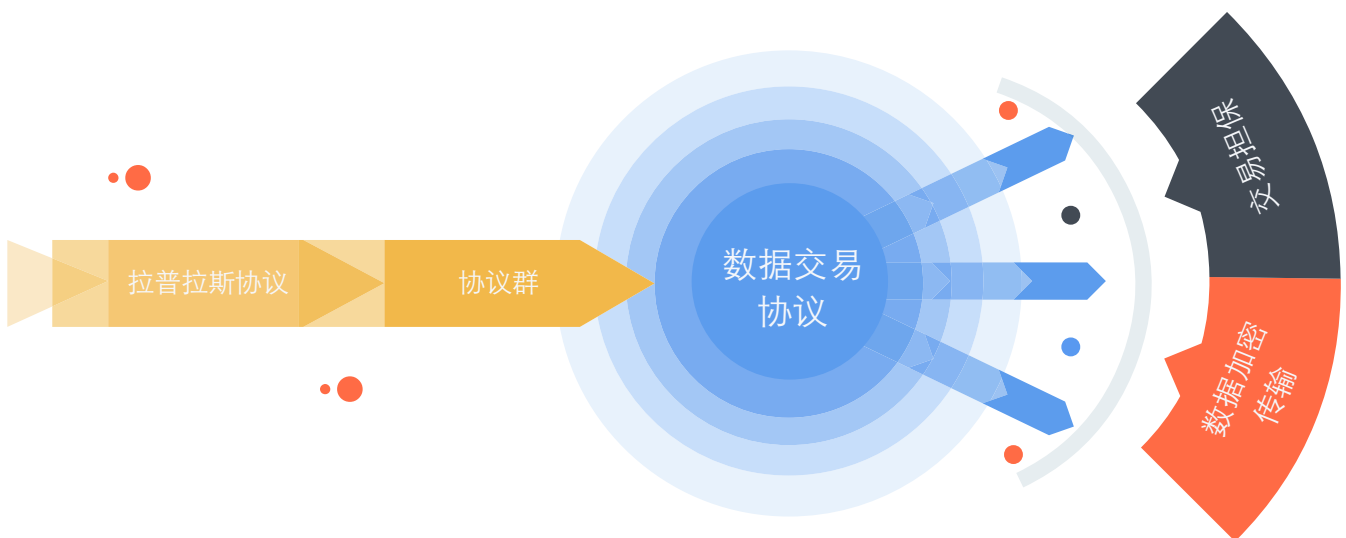 拉普拉斯协议
协议群
数据交易
协议
交易担保
数据加密
传输